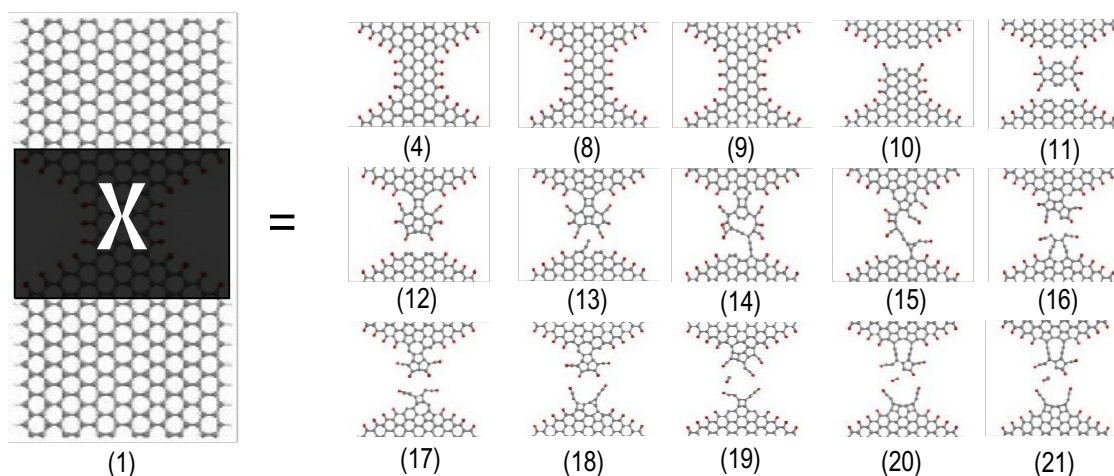 X
=
(4) (8) (9) (10) (11)
(12) (13) (14) (15) (16)
(1) (17) (18) (19) (20) (21)